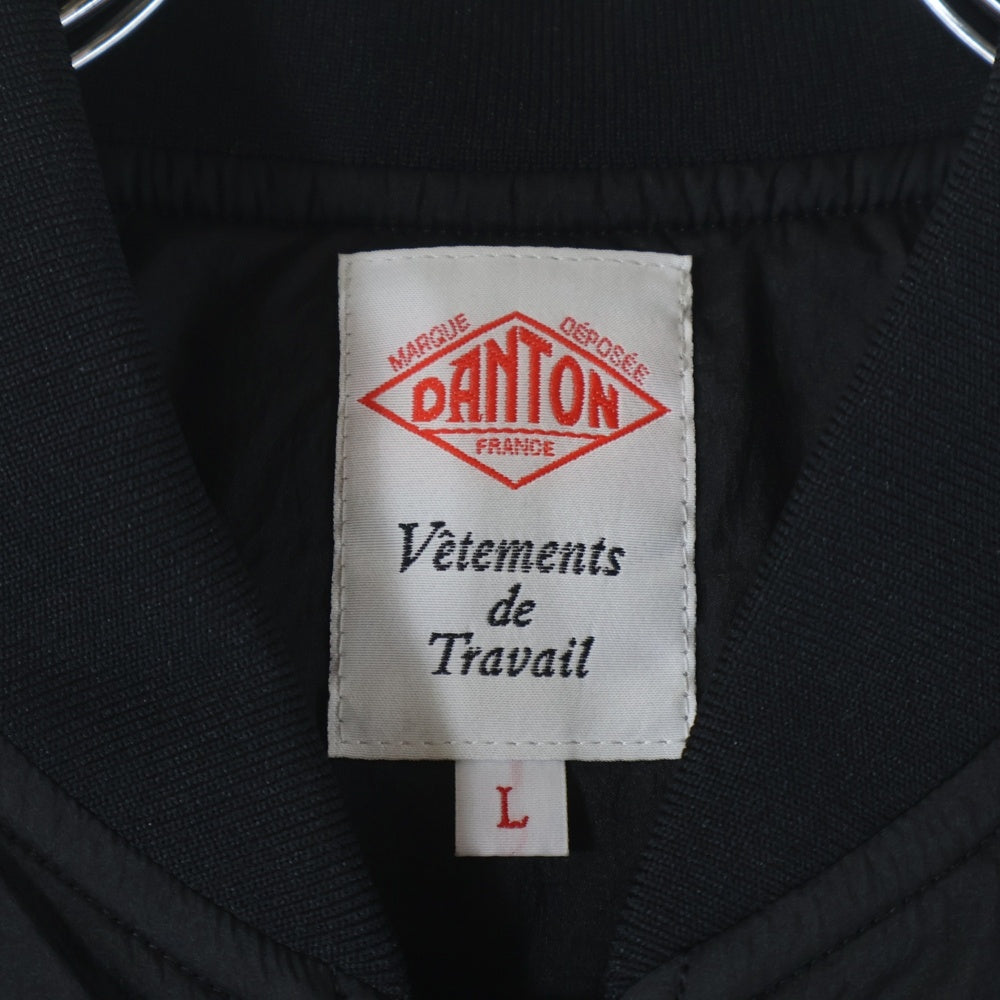 MARQUE DÉPOSÉE
DANTON
FRANCE
Vêtements
de
Travail
L